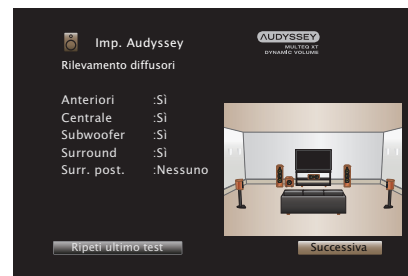 Imp. Audyssey
AUDYSSEY
MULTEQ XT
DYNAMIC VOLUME
Rilevamento diffusori
Anteriori :Sì
Centrale :Sì
Subwoofer :Sì
Surround :Sì
Surr. post. :Nessuno
Ripeti ultimo test
Successiva